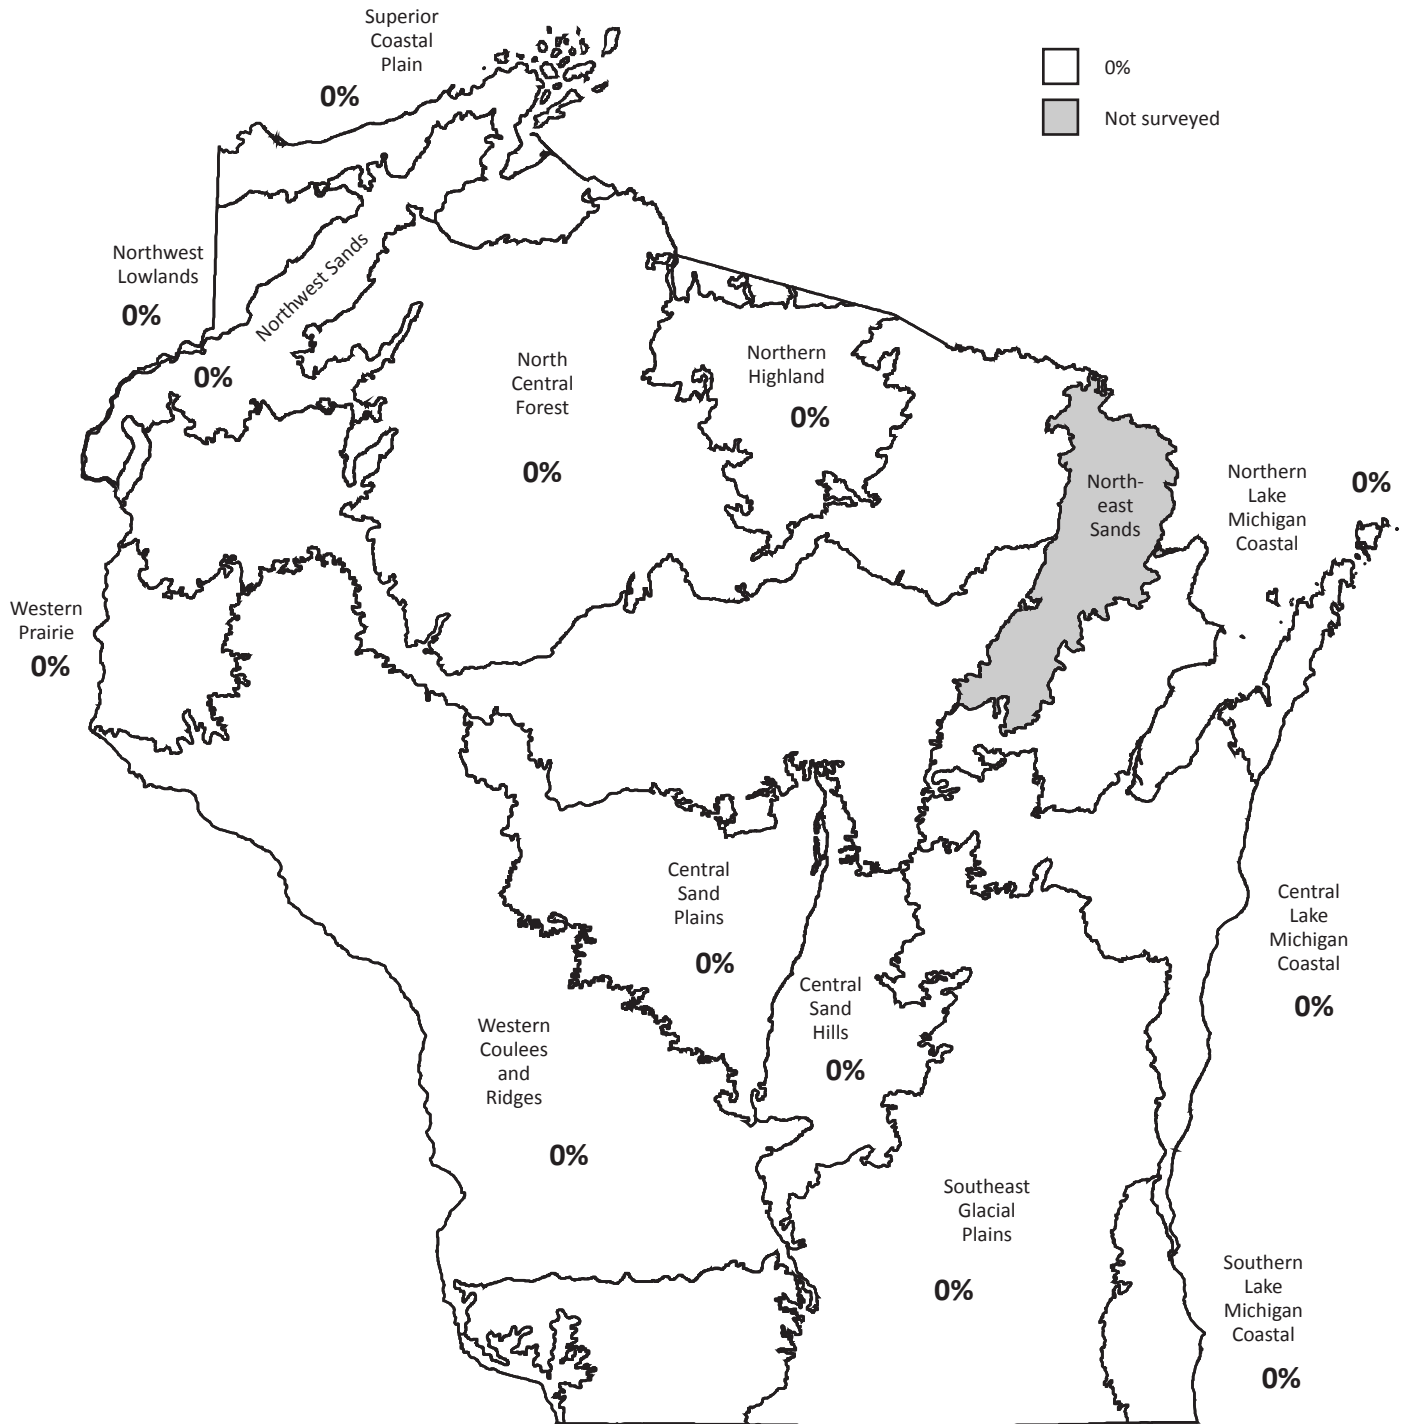 Superior
Coastal
Plain
0%
0%
Not surveyed
Northwest
Lowlands
0%
Northwest Sands
0%
North
Central
Forest
0%
Northern
Highland
0%
North-
east
Sands
Northern
Lake
Michigan
Coastal
0%
Western
Prairie
0%
Central
Sand
Plains
0%
Central
Sand
Hills
0%
Central
Lake
Michigan
Coastal
0%
Western
Coulees
and
Ridges
0%
Southeast
Glacial
Plains
0%
Southern
Lake
Michigan
Coastal
0%